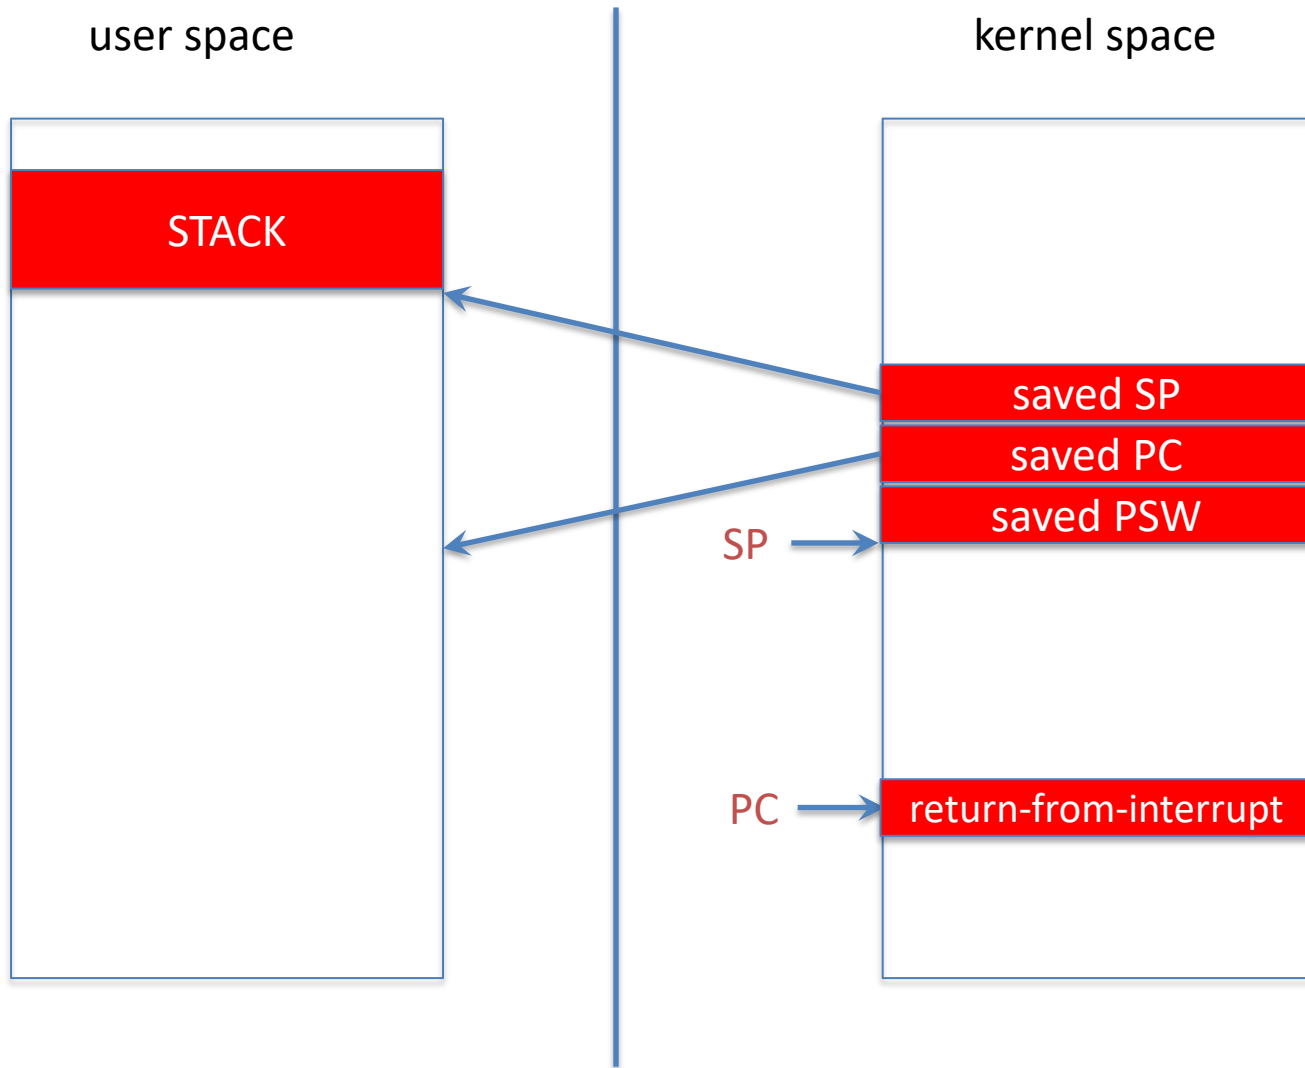 user space
kernel space
STACK
saved SP
saved PC
saved PSW
SP
PC
return-from-interrupt